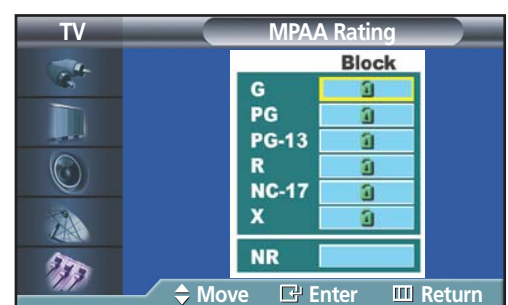 TV MPAA Rating
Block
G
PG
PG-13
R
NC-17
X
NR
Move Enter Return